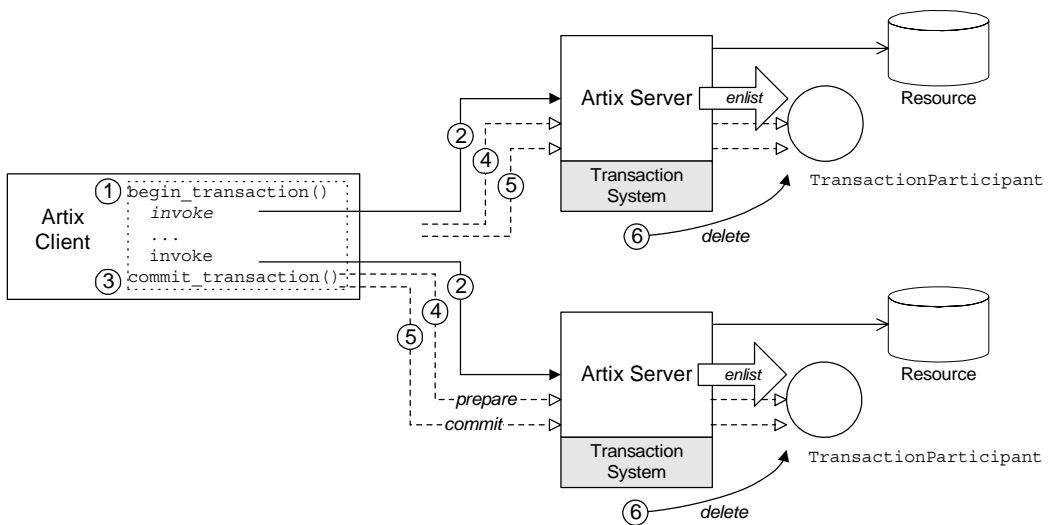 Artix Server
enlist
Resource
2
4
5
Transaction
System
TransactionParticipant
6
delete
Artix
Client
1
begin_transaction()
invoke
...
invoke
3
commit_transaction()
2
4
5
Artix Server
enlist
Resource
prepare
commit
Transaction
System
TransactionParticipant
6
delete